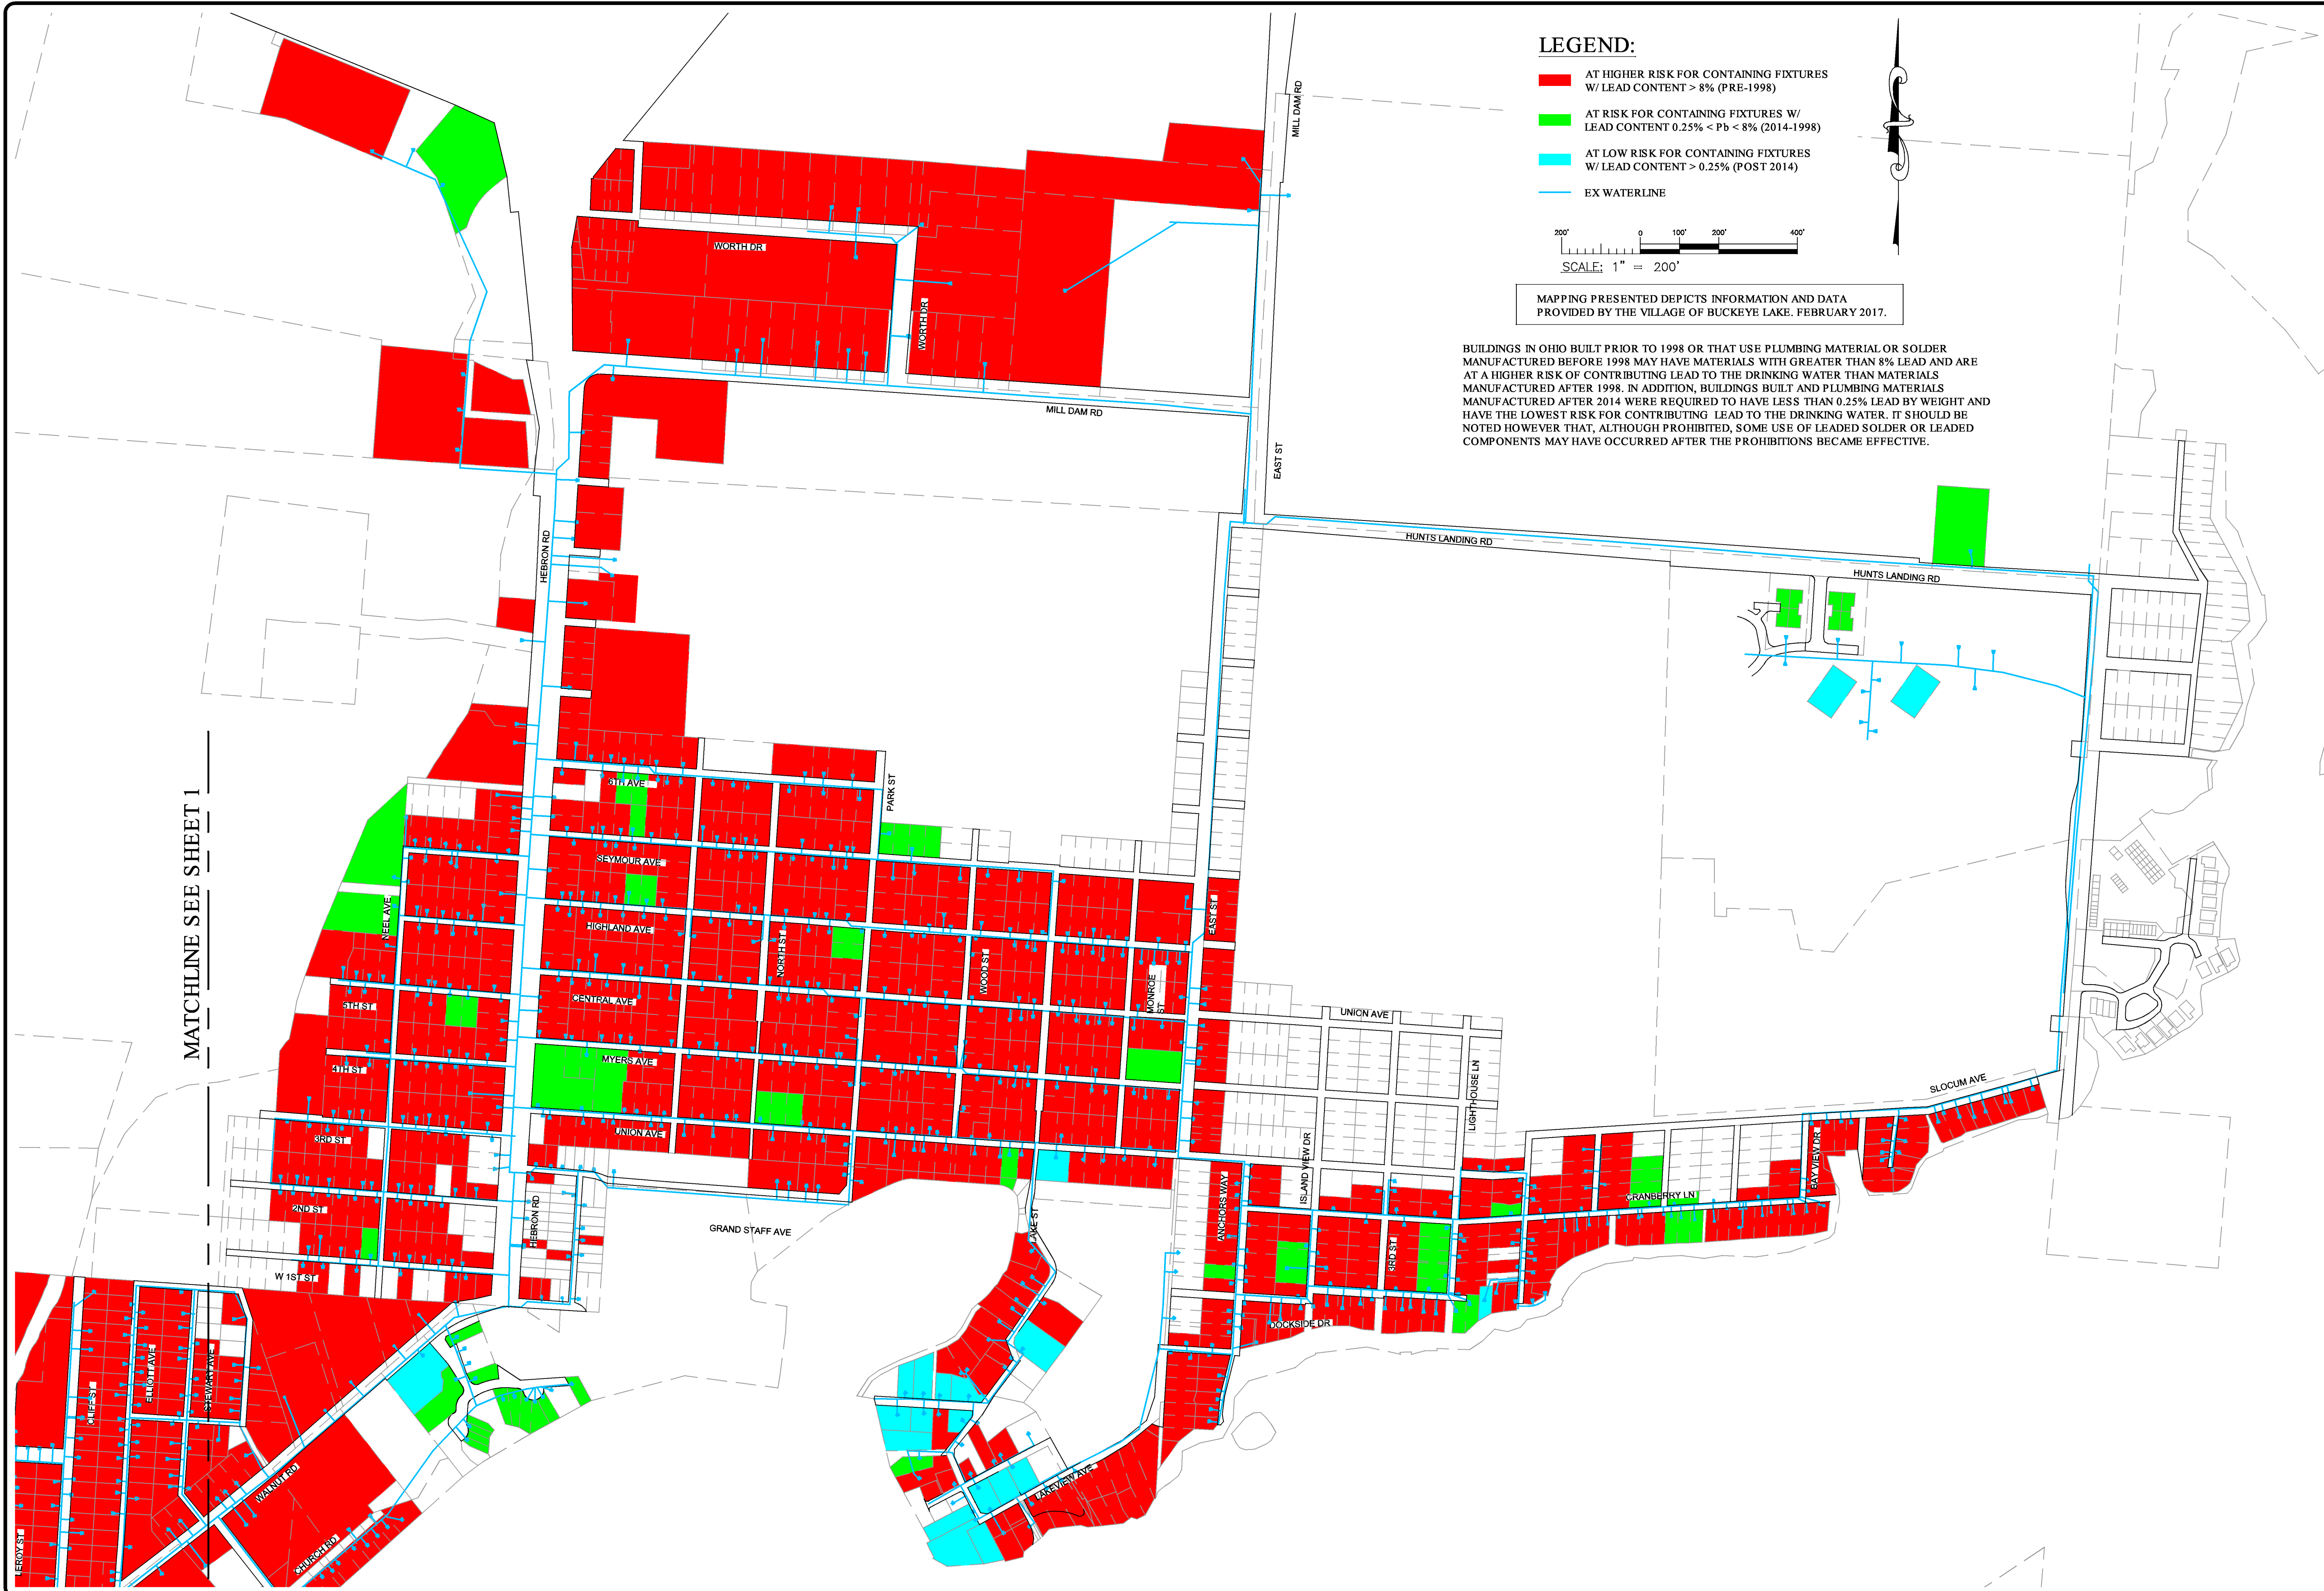 LEGEND:
AT HIGHER RISK FOR CONTAINING FIXTURES
W/ LEAD CONTENT > 8% (PRE-1998)
AT RISK FOR CONTAINING FIXTURES W/
LEAD CONTENT 0.25% < Pb < 8% (2014-1998)
AT LOW RISK FOR CONTAINING FIXTURES
W/ LEAD CONTENT > 0.25% (POST 2014)
EX WATERLINE
200' 0 100' 200' 400'
SCALE: 1" = 200'
MAPPING PRESENTED DEPICTS INFORMATION AND DATA
PROVIDED BY THE VILLAGE OF BUCKEYE LAKE. FEBRUARY 2017.
BUILDINGS IN OHIO BUILT PRIOR TO 1998 OR THAT USE PLUMBING MATERIAL OR SOLDER
MANUFACTURED BEFORE 1998 MAY HAVE MATERIALS WITH GREATER THAN 8% LEAD AND ARE
AT A HIGHER RISK OF CONTRIBUTING LEAD TO THE DRINKING WATER THAN MATERIALS
MANUFACTURED AFTER 1998. IN ADDITION, BUILDINGS BUILT AND PLUMBING MATERIALS
MANUFACTURED AFTER 2014 WERE REQUIRED TO HAVE LESS THAN 0.25% LEAD BY WEIGHT AND
HAVE THE LOWEST RISK FOR CONTRIBUTING LEAD TO THE DRINKING WATER. IT SHOULD BE
NOTED HOWEVER THAT, ALTHOUGH PROHIBITED, SOME USE OF LEADED SOLDER OR LEADED
COMPONENTS MAY HAVE OCCURRED AFTER THE PROHIBITIONS BECAME EFFECTIVE.
MILL DAM RD
WORTH DR
WORTH DR
MILL DAM RD
EAST ST
HEBRON RD
HUNTS LANDING RD
HUNTS LANDING RD
MATCHLINE SEE SHEET 1
6TH AVE
PARK ST
SEYMOUR AVE
NEEL AVE
HIGHLAND AVE
NORTH ST
WOOD ST
EAST ST
MONROE
ST
5TH ST
CENTRAL AVE
UNION AVE
4TH ST
MYERS AVE
LIGHTHOUSE LN
SLOCUM AVE
3RD ST
UNION AVE
ISLAND VIEW DR
BAY VIEW DR
2ND ST
HEBRON RD
GRAND STAFF AVE
LAKE ST
ANCHORS WAY
3RD ST
CRANBERRY LN
W 1ST ST
DOCKSIDE DR
CLIFF ST
ELLIOTT AVE
STEWART AVE
WALNUT RD
LAKEVIEW AVE
LEROY ST
CHURCH RD